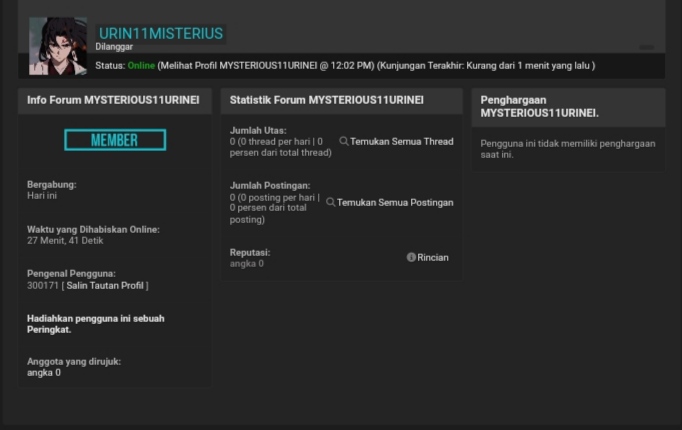 URIN11MISTERIUS
Dilanggar
Status: Online (Melihat Profil MYSTERIOUS11URINEI @ 12:02 PM) (Kunjungan Terakhir: Kurang dari 1 menit yang lalu )
Info Forum MYSTERIOUS11URINEI
MEMBER
Bergabung:
Hari ini
Waktu yang Dihabiskan Online:
27 Menit, 41 Detik
Pengenal Pengguna:
300171 [ Salin Tautan Profil ]
Hadiahkan pengguna ini sebuah
Peringkat.
Anggota yang dirujuk:
angka 0
Statistik Forum MYSTERIOUS11URINEI
Jumlah Utas:
0 (0 thread per hari | 0
persen dari total thread)
Temukan Semua Thread
Jumlah Postingan:
0 (0 posting per hari |
0 persen dari total
posting)
Temukan Semua Postingan
Reputasi:
angka 0
Rincian
Penghargaan
MYSTERIOUS11URINEI.
Pengguna ini tidak memiliki penghargaan
saat ini.